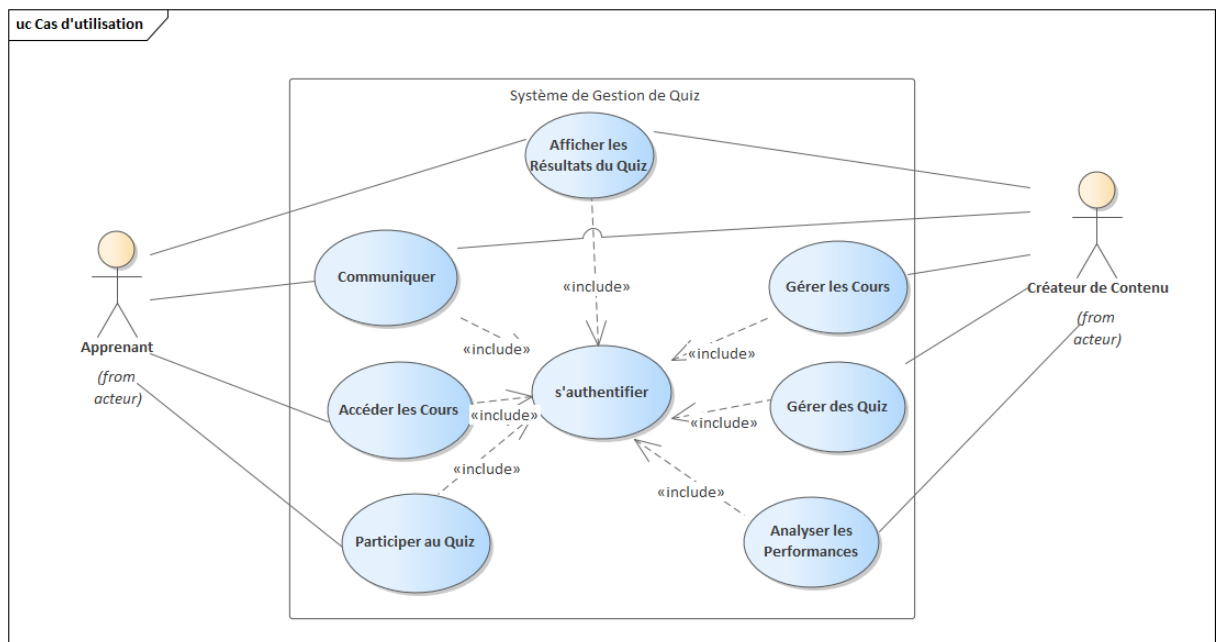 uc Cas d'utilisation
Système de Gestion de Quiz
Afficher les
Résultats du Quiz
Communiquer
«include»
Gérer les Cours
Créateur de Contenu
(from
acteur)
Apprenant
(from
acteur)
«include»
«include»
s'authentifier
Accéder les Cours
«include»
Gérer des Quiz
«include»
«include»
«include»
Participer au Quiz
Analyser les
Performances